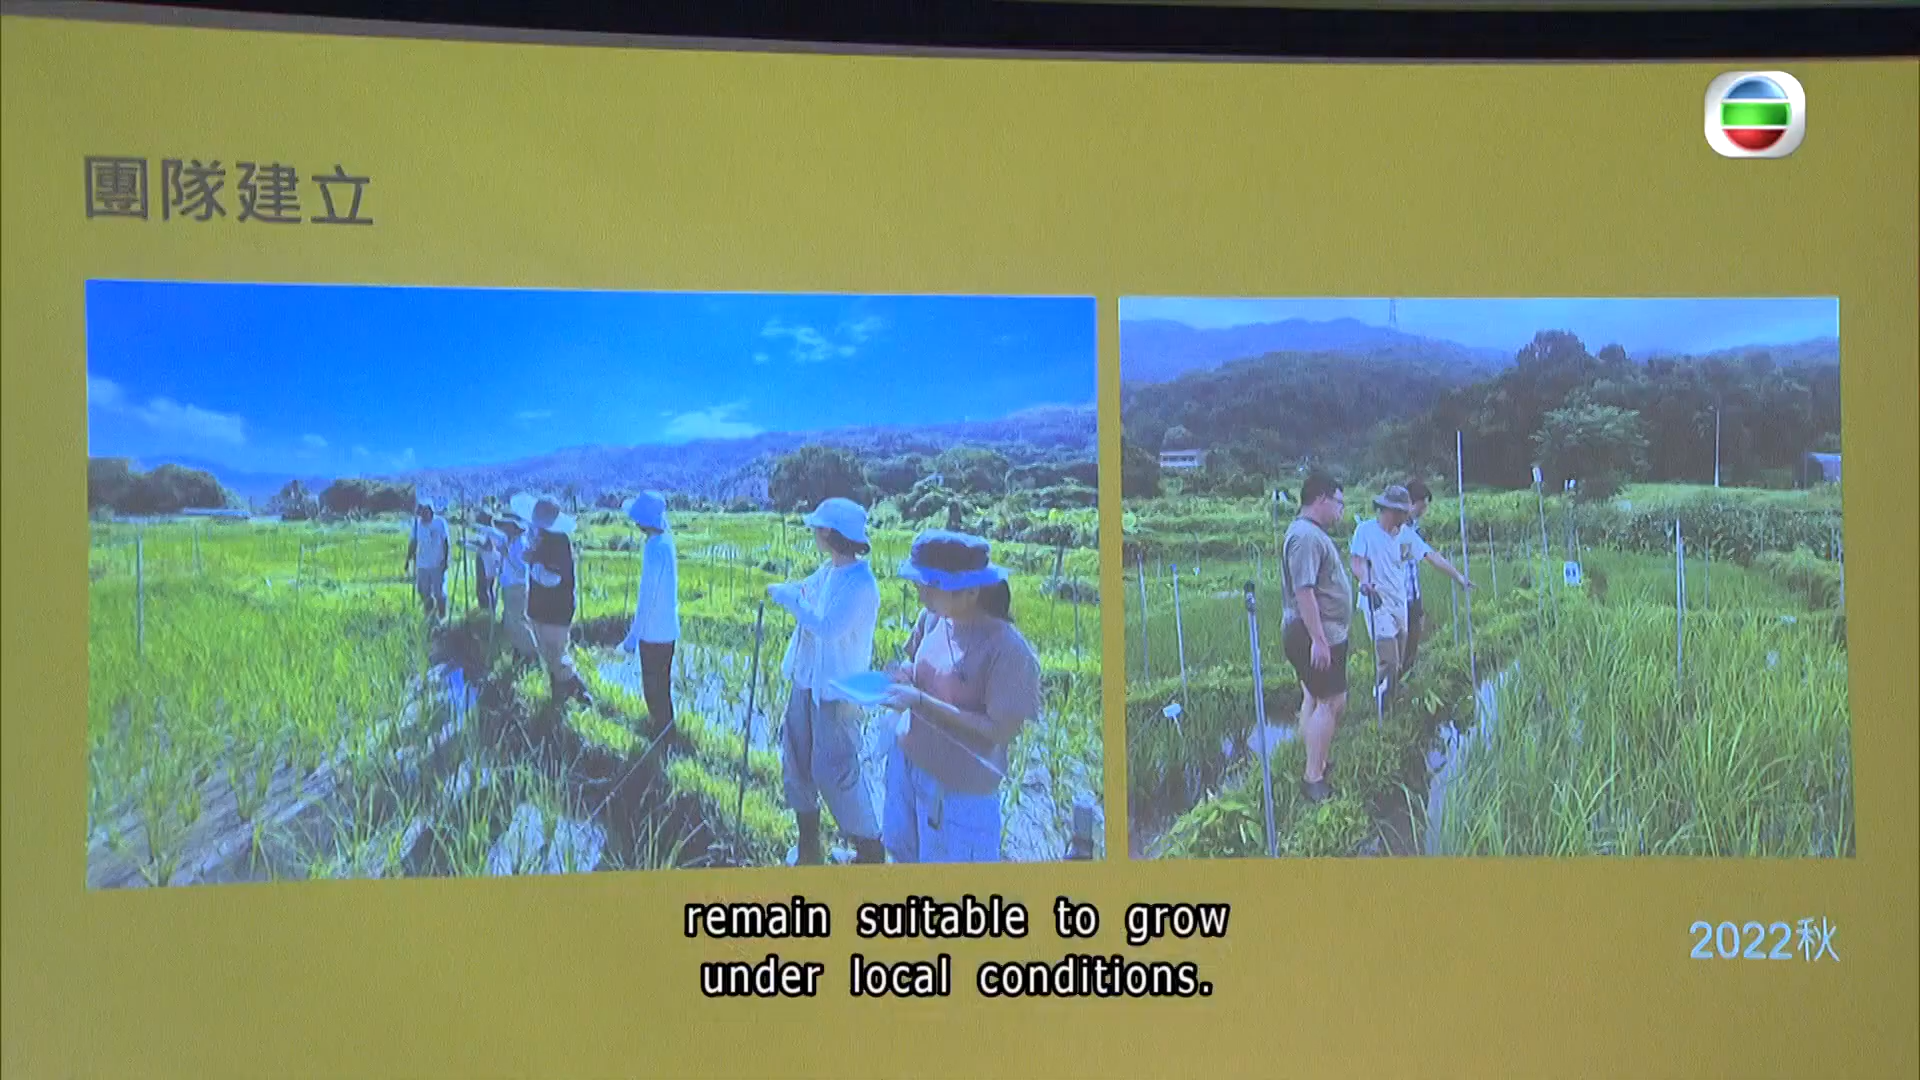 團隊建立
remain suitable to grow
under local conditions.
2022秋